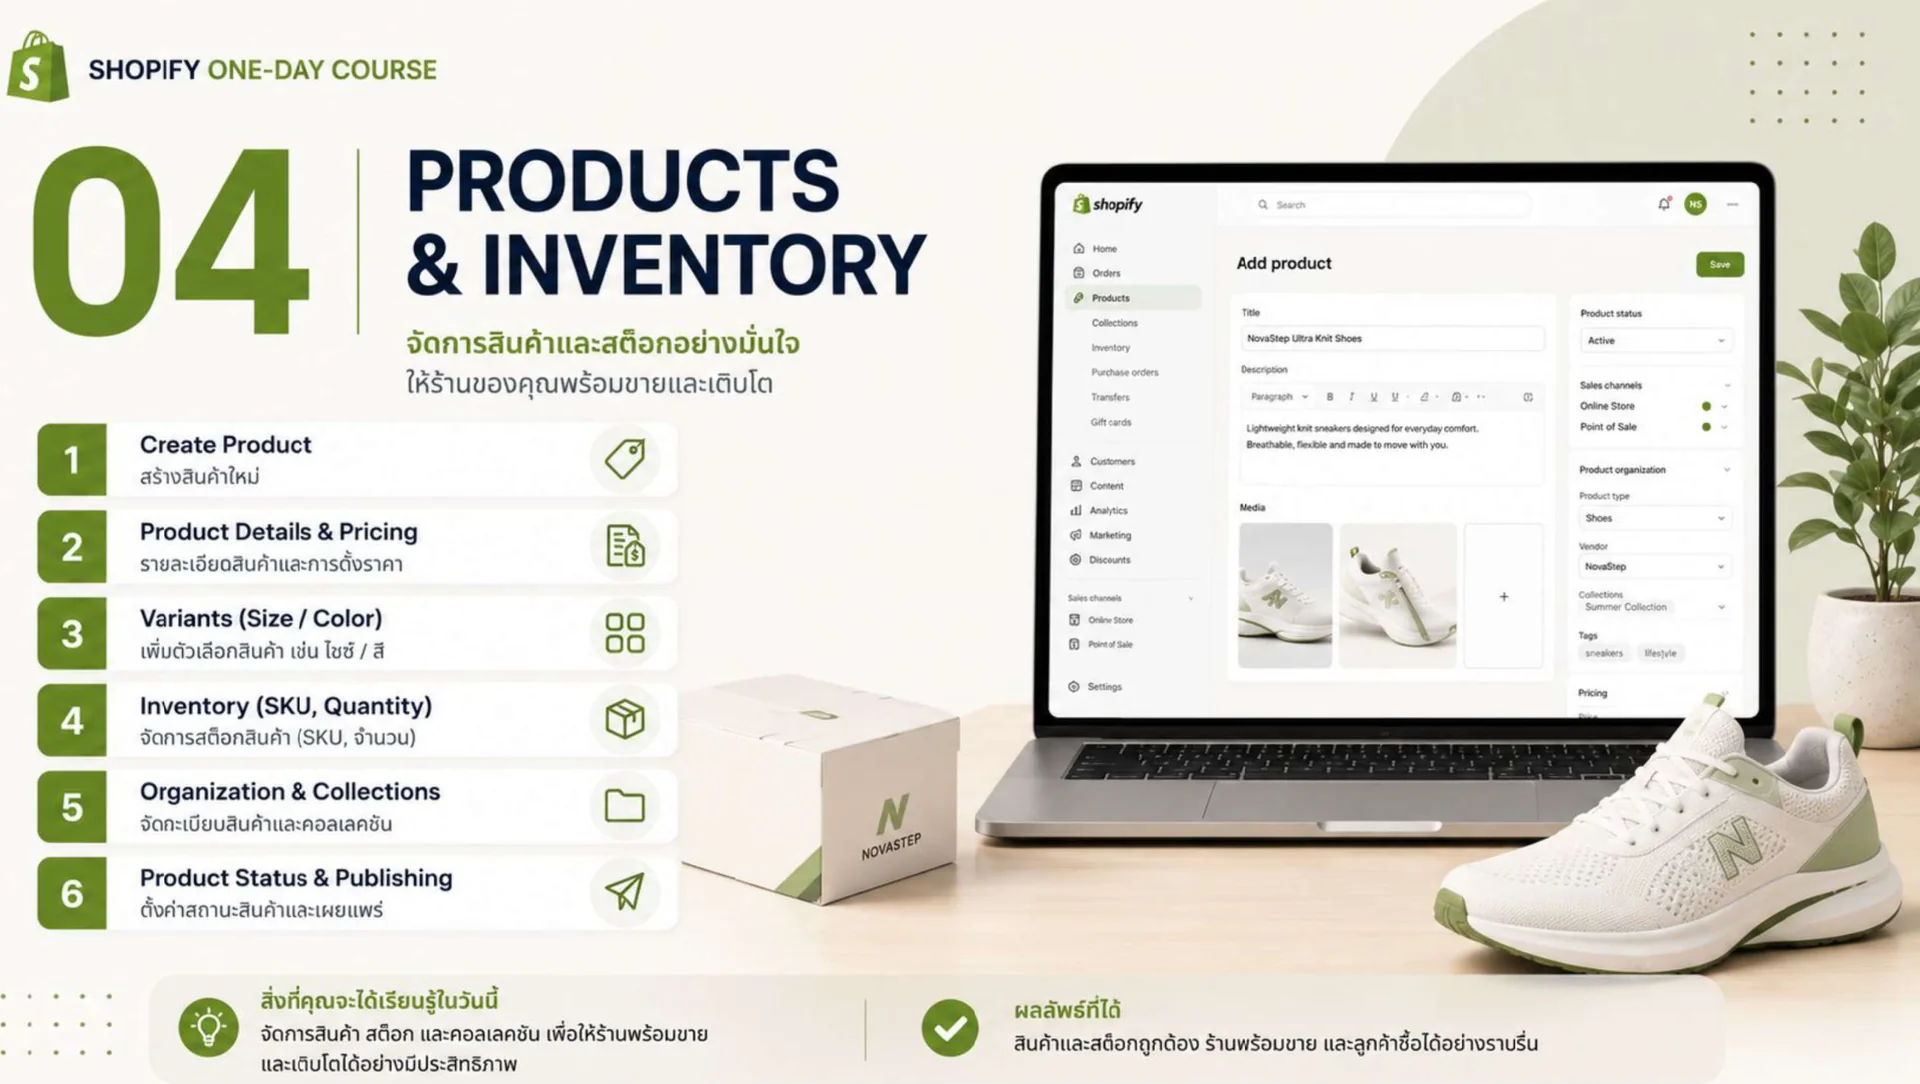 SHOPIFY ONE-DAY COURSE
04
PRODUCTS
& INVENTORY
จัดการสินค้าและสต็อกอย่างมั่นใจ
ให้ร้านของคุณพร้อมขายและเติบโต
1
Create Product
สร้างสินค้าใหม่
2
Product Details & Pricing
รายละเอียดสินค้าและการตั้งราคา
3
Variants (Size / Color)
เพิ่มตัวเลือกสินค้า เช่น ไซซ์ / สี
4
Inventory (SKU, Quantity)
จัดการสต็อกสินค้า (SKU, จำนวน)
5
Organization & Collections
จัดทะเบียบสินค้าและคอลเลคชัน
6
Product Status & Publishing
ตั้งค่าสถานะสินค้าและเผยแพร่
NOVASTEP
shopify
Search
NS
Home
Orders
Products
Collections
Inventory
Purchase orders
Transfers
Gift cards
Customers
Content
Analytics
Marketing
Discounts
Sales channels
Online Store
Point of Sale
Settings
Add product
Save
Title
NovaStep Ultra Knit Shoes
Description
Paragraph
Lightweight knit sneakers designed for everyday comfort.
Breathable, flexible and made to move with you.
Media
Product status
Active
Sales channels
Online Store
Point of Sale
Product organization
Product type
Shoes
Vendor
NovaStep
Collections
Summer Collection
Tags
sneakers lifestyle
Pricing
Price
สิ่งที่คุณจะได้เรียนรู้ในวันนี้
จัดการสินค้า สต็อก และคอลเลคชัน เพื่อให้ร้านพร้อมขาย
และเติบโตได้อย่างมีประสิทธิภาพ
ผลลัพธ์ที่ได้
สินค้าและสต็อกถูกต้อง ร้านพร้อมขาย และลูกค้าซื้อได้อย่างราบรื่น